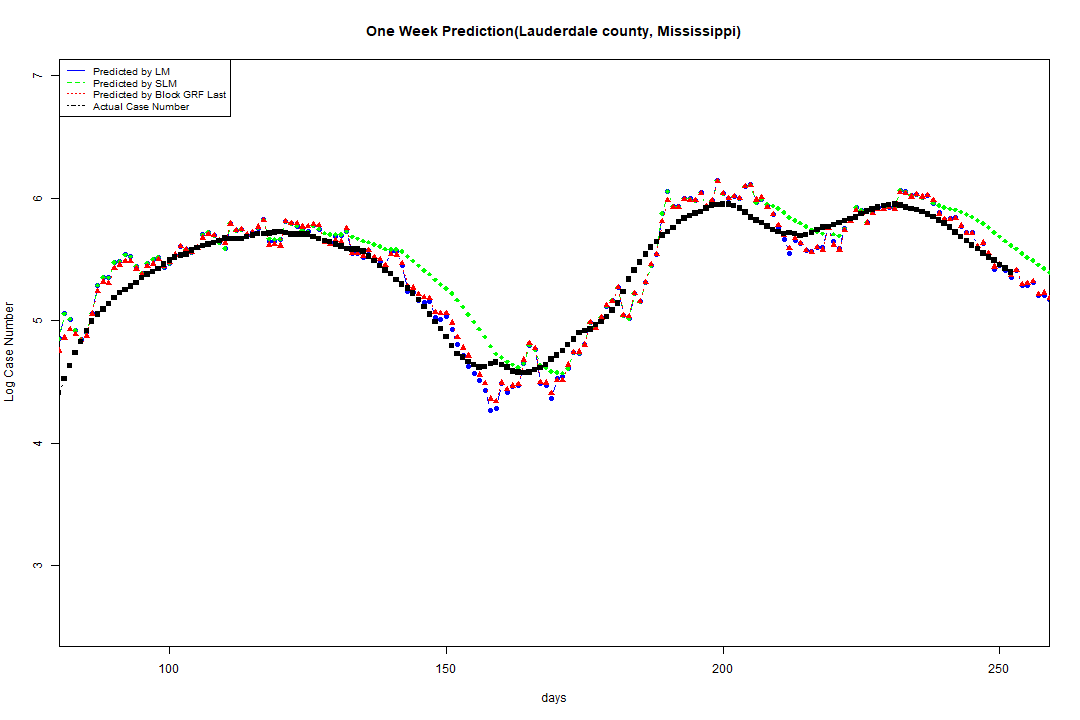 One Week Prediction(Lauderdale county, Mississippi)
Predicted by LM
Predicted by SLM
Predicted by Block GRF Last
Actual Case Number
7
6
5
4
3
Log Case Number
100 150 200 250
days